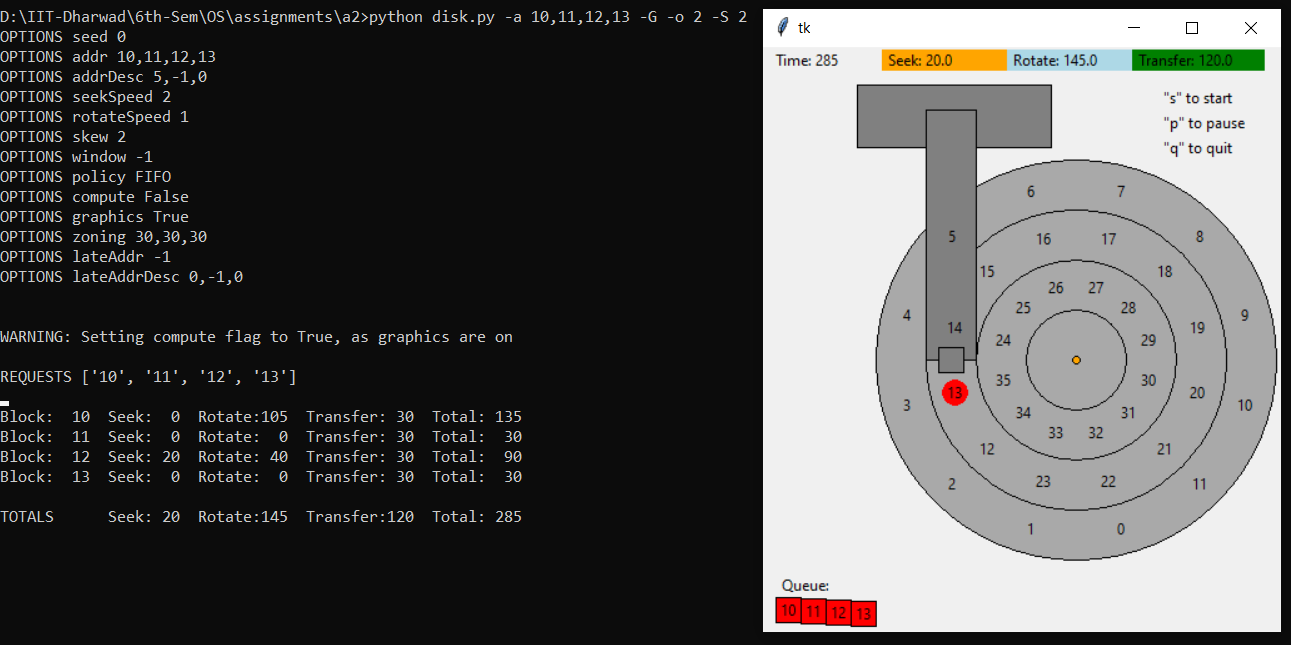 D:\IIT-Dharwad\6th-Sem\OS\assignments\a2>python disk.py -a 10,11,12,13 -G -o 2 -S 2
OPTIONS seed 0
OPTIONS addr 10,11,12,13
OPTIONS addrDesc 5,-1,0
OPTIONS seekSpeed 2
OPTIONS rotateSpeed 1
OPTIONS skew 2
OPTIONS window -1
OPTIONS policy FIFO
OPTIONS compute False
OPTIONS graphics True
OPTIONS zoning 30,30,30
OPTIONS lateAddr -1
OPTIONS lateAddrDesc 0,-1,0
WARNING: Setting compute flag to True, as graphics are on
REQUESTS ['10', '11', '12', '13']
Block:  10  Seek:  0  Rotate:105  Transfer: 30  Total: 135
Block:  11  Seek:  0  Rotate:  0  Transfer: 30  Total:  30
Block:  12  Seek: 20  Rotate: 40  Transfer: 30  Total:  90
Block:  13  Seek:  0  Rotate:  0  Transfer: 30  Total:  30
TOTALS      Seek: 20  Rotate:145  Transfer:120  Total: 285
tk
Time: 285 Seek: 20.0 Rotate: 145.0 Transfer: 120.0
"s" to start
"p" to pause
"q" to quit
6 7
5 16 17 8
15 18
26 27
25 28
4 14 19 9
24 29
35 30
13 20
3 10
34 31
33 32
12 21
23 22
2 11
1 0
Queue:
10 11 12 13